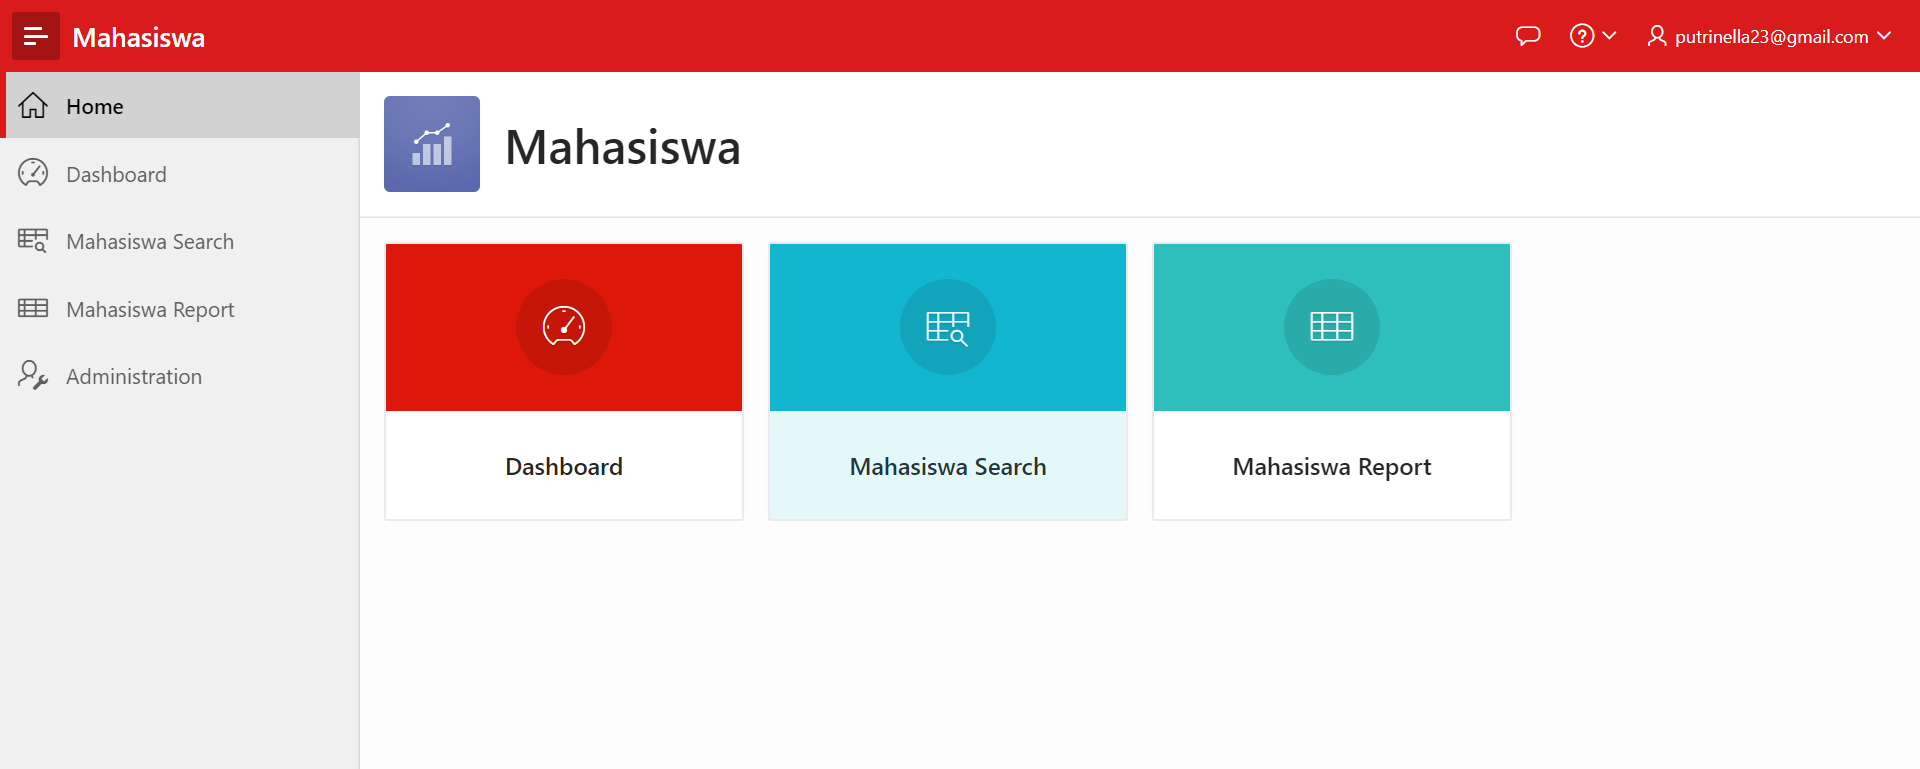 Mahasiswa
putrinella23@gmail.com
Home
Dashboard
Mahasiswa Search
Mahasiswa Report
Administration
Mahasiswa
Dashboard
Mahasiswa Search
Mahasiswa Report